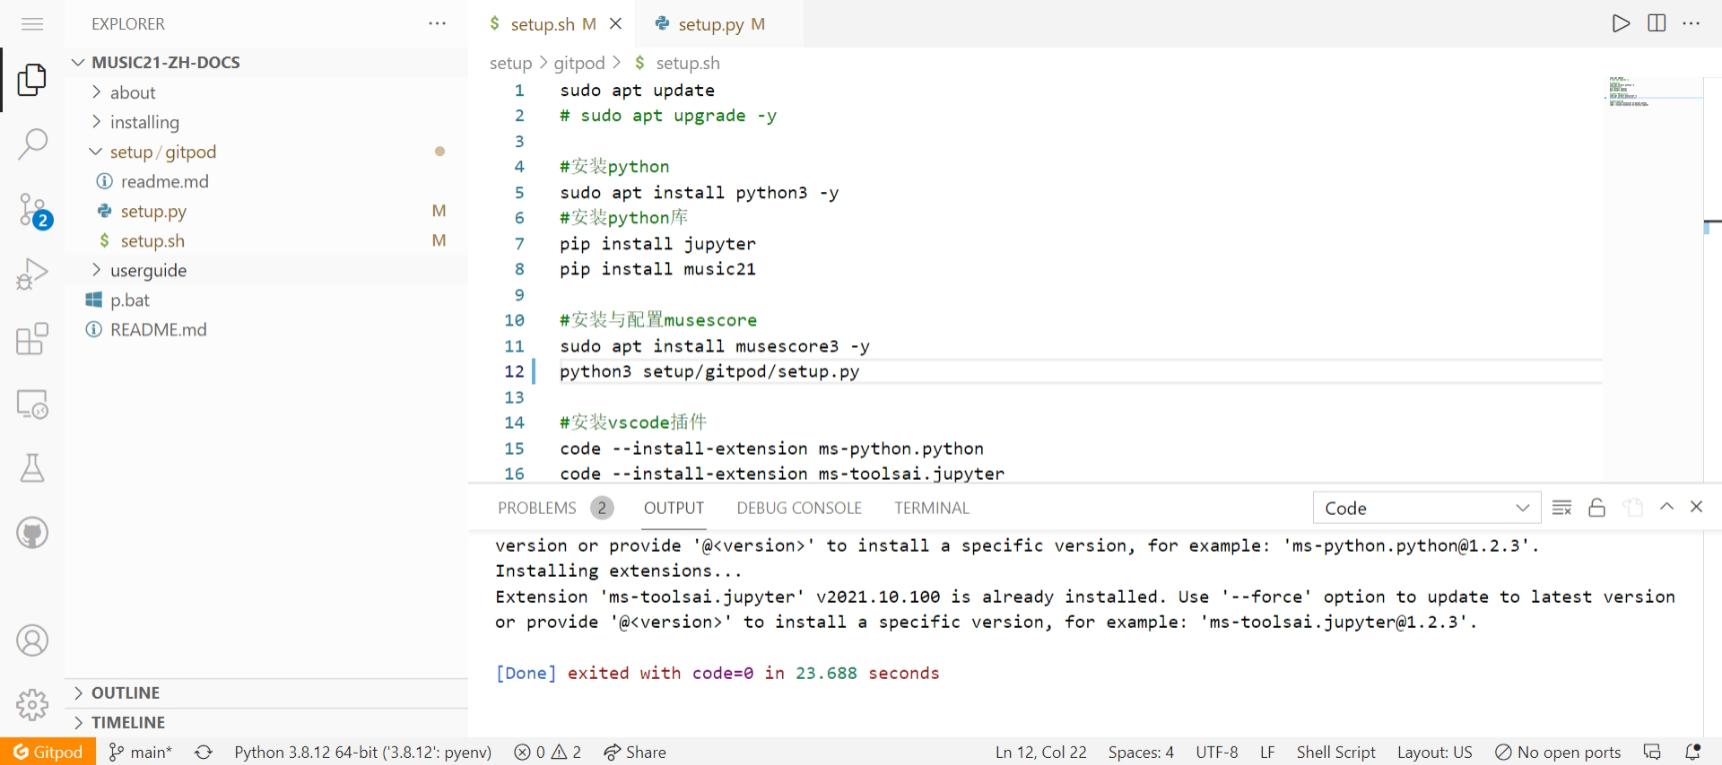 EXPLORER
MUSIC21-ZH-DOCS
about
installing
setup / gitpod
readme.md
setup.py M
setup.sh M
userguide
p.bat
README.md
OUTLINE
TIMELINE
2
$ setup.sh M
setup.py M
setup > gitpod > $ setup.sh
1 sudo apt update
2 # sudo apt upgrade -y
3
4 #安装python
5 sudo apt install python3 -y
6 #安装python库
7 pip install jupyter
8 pip install music21
9
10 #安装与配置musescore
11 sudo apt install musescore3 -y
12 python3 setup/gitpod/setup.py
13
14 #安装vscode插件
15 code --install-extension ms-python.python
16 code --install-extension ms-toolsai.jupyter
PROBLEMS 2 OUTPUT DEBUG CONSOLE TERMINAL Code
version or provide '@<version>' to install a specific version, for example: 'ms-python.python@1.2.3'.
Installing extensions...
Extension 'ms-toolsai.jupyter' v2021.10.100 is already installed. Use '--force' option to update to latest version
or provide '@<version>' to install a specific version, for example: 'ms-toolsai.jupyter@1.2.3'.
[Done] exited with code=0 in 23.688 seconds
Gitpod main* Python 3.8.12 64-bit ('3.8.12': pyenv) 0 2 Share Ln 12, Col 22 Spaces: 4 UTF-8 LF Shell Script Layout: US No open ports